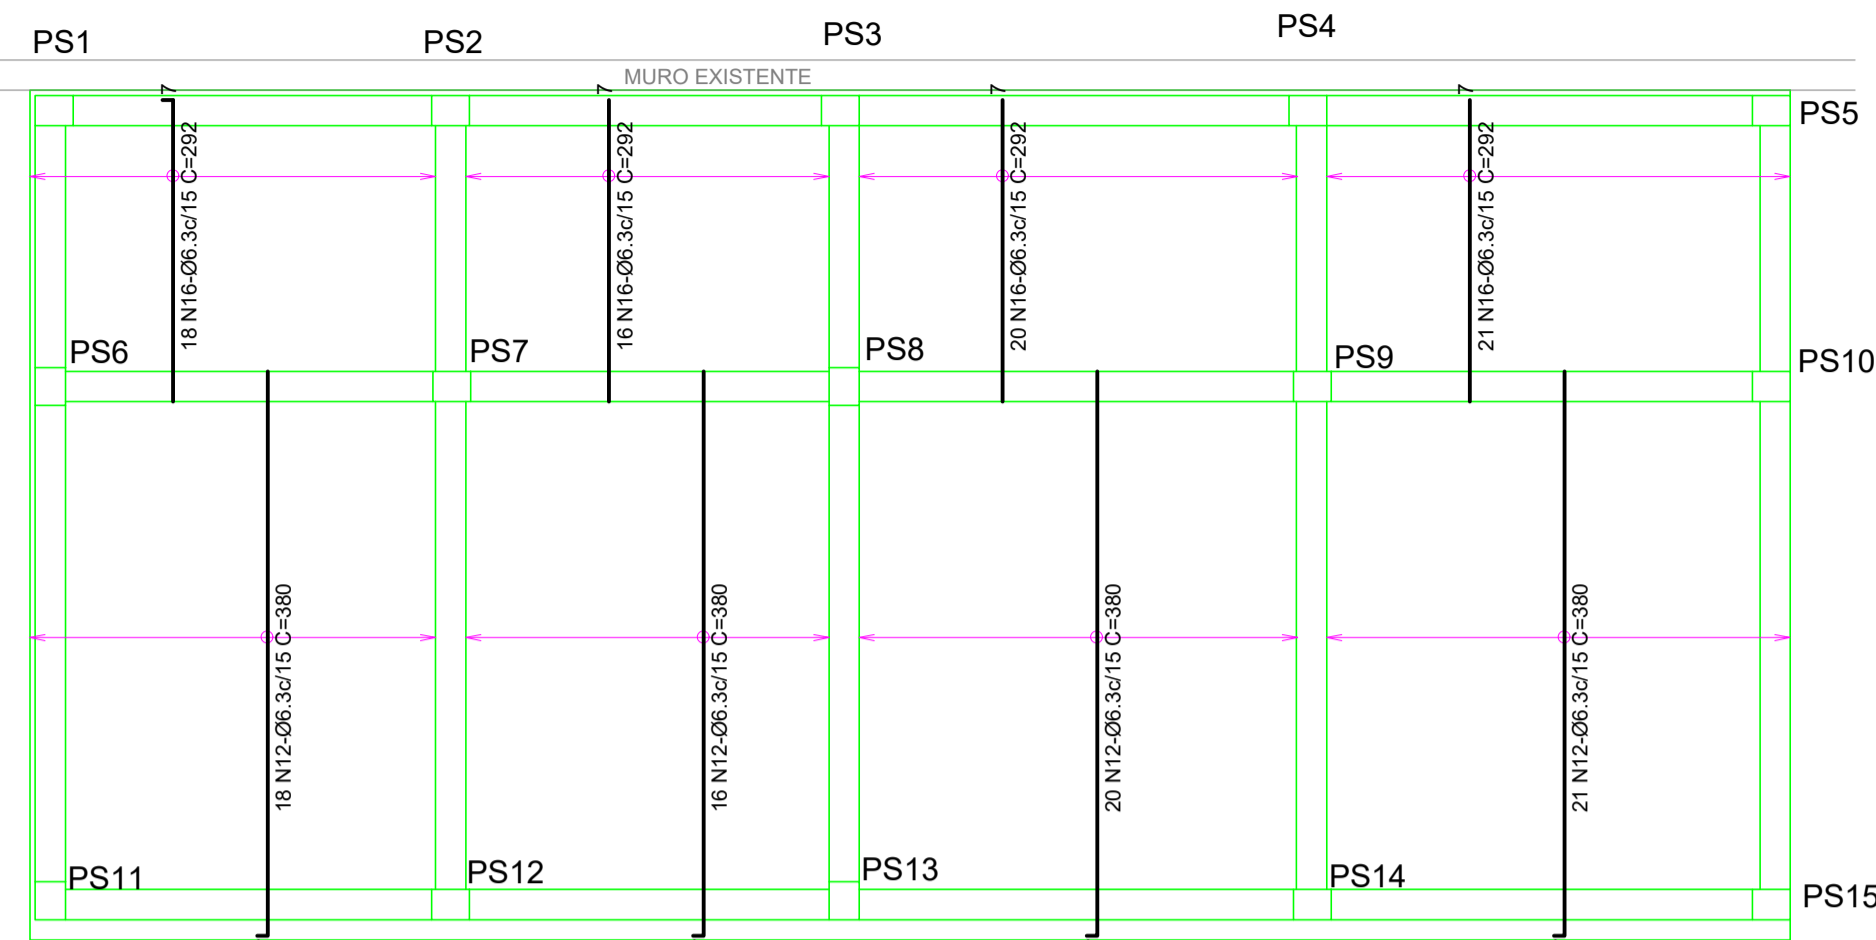 PS1
PS2
PS3
PS4
MURO EXISTENTE
7
7
7
7
PS5
18 N16-Ø6.3c/15 C=292
16 N16-Ø6.3c/15 C=292
20 N16-Ø6.3c/15 C=292
21 N16-Ø6.3c/15 C=292
PS6
PS7
PS8
PS9
PS10
18 N12-Ø6.3c/15 C=380
16 N12-Ø6.3c/15 C=380
20 N12-Ø6.3c/15 C=380
21 N12-Ø6.3c/15 C=380
PS11
PS12
PS13
PS14
PS15